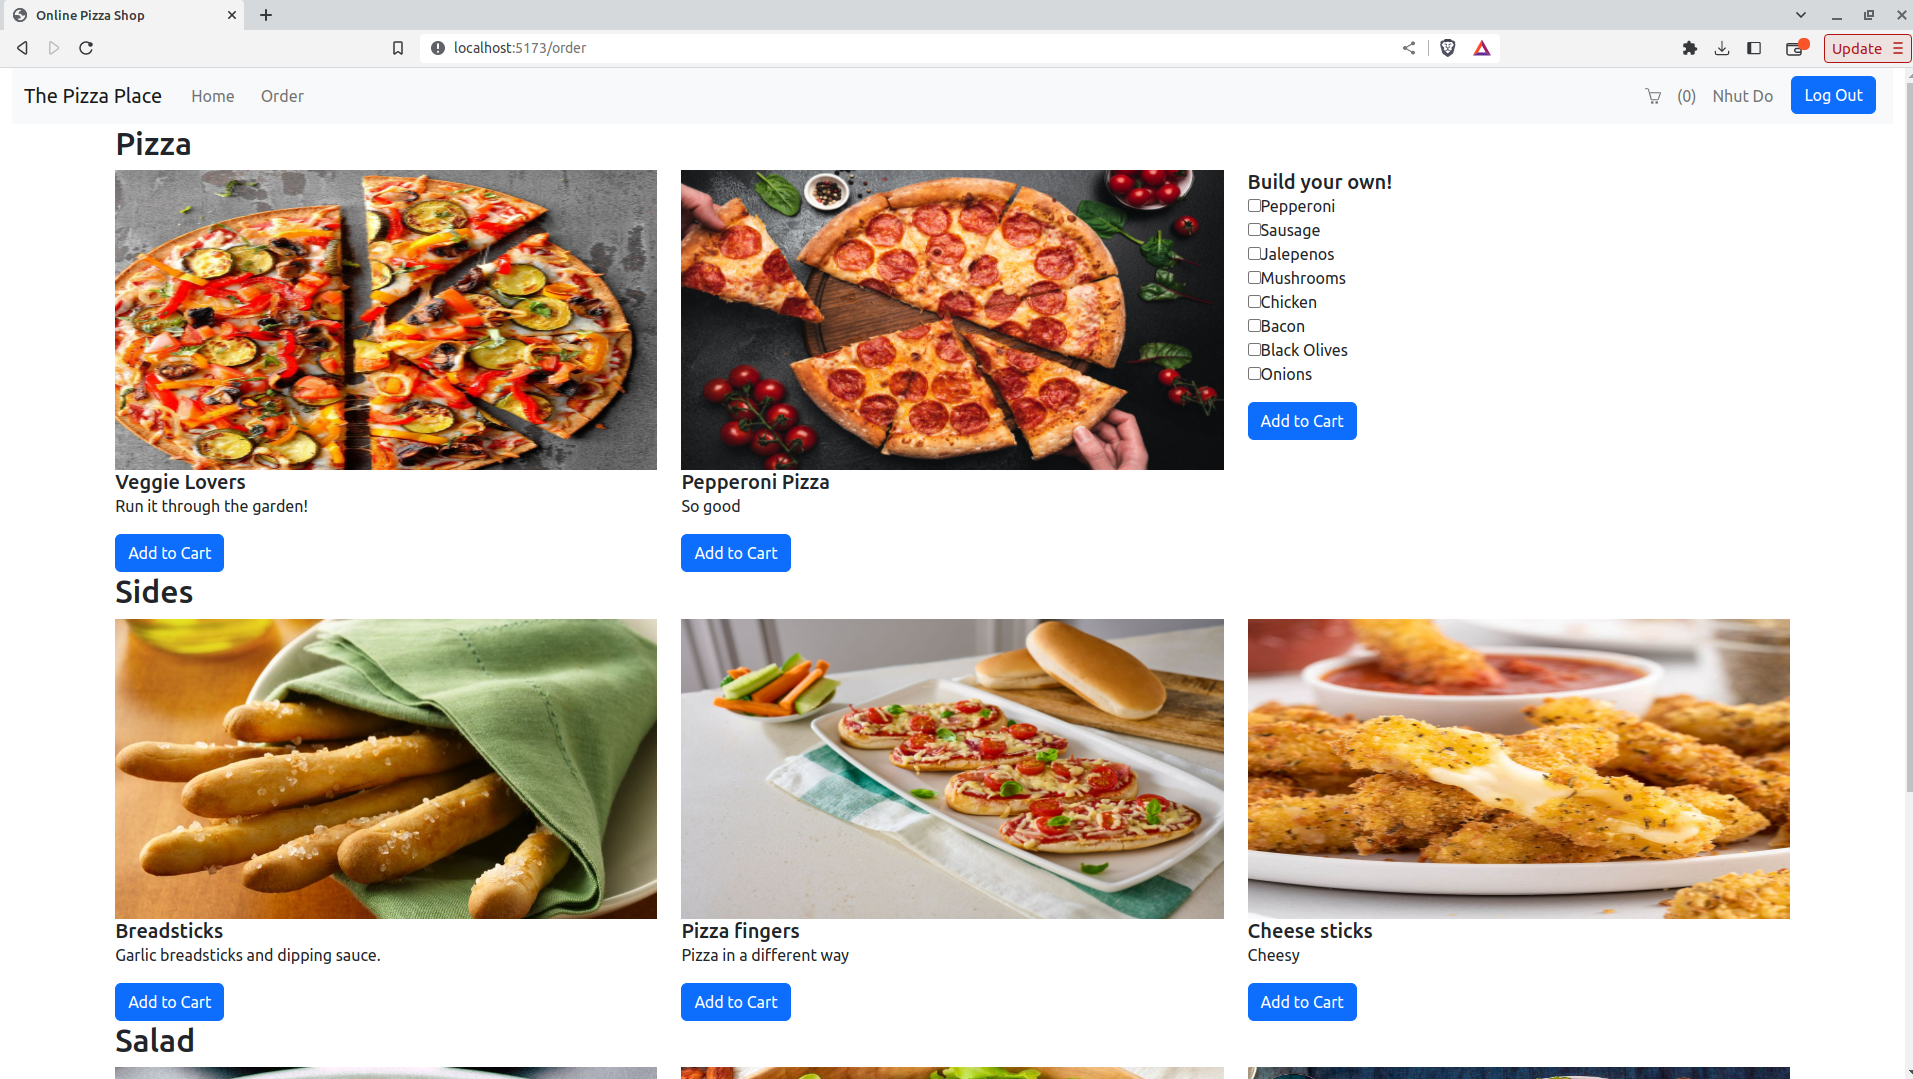 Online Pizza Shop
localhost:5173/order
Update
The Pizza Place
Home
Order
(0)
Nhut Do
Log Out
Pizza
Veggie Lovers
Run it through the garden!
Add to Cart
Pepperoni Pizza
So good
Add to Cart
Build your own!
Pepperoni
Sausage
Jalepenos
Mushrooms
Chicken
Bacon
Black Olives
Onions
Add to Cart
Sides
Breadsticks
Garlic breadsticks and dipping sauce.
Add to Cart
Pizza fingers
Pizza in a different way
Add to Cart
Cheese sticks
Cheesy
Add to Cart
Salad